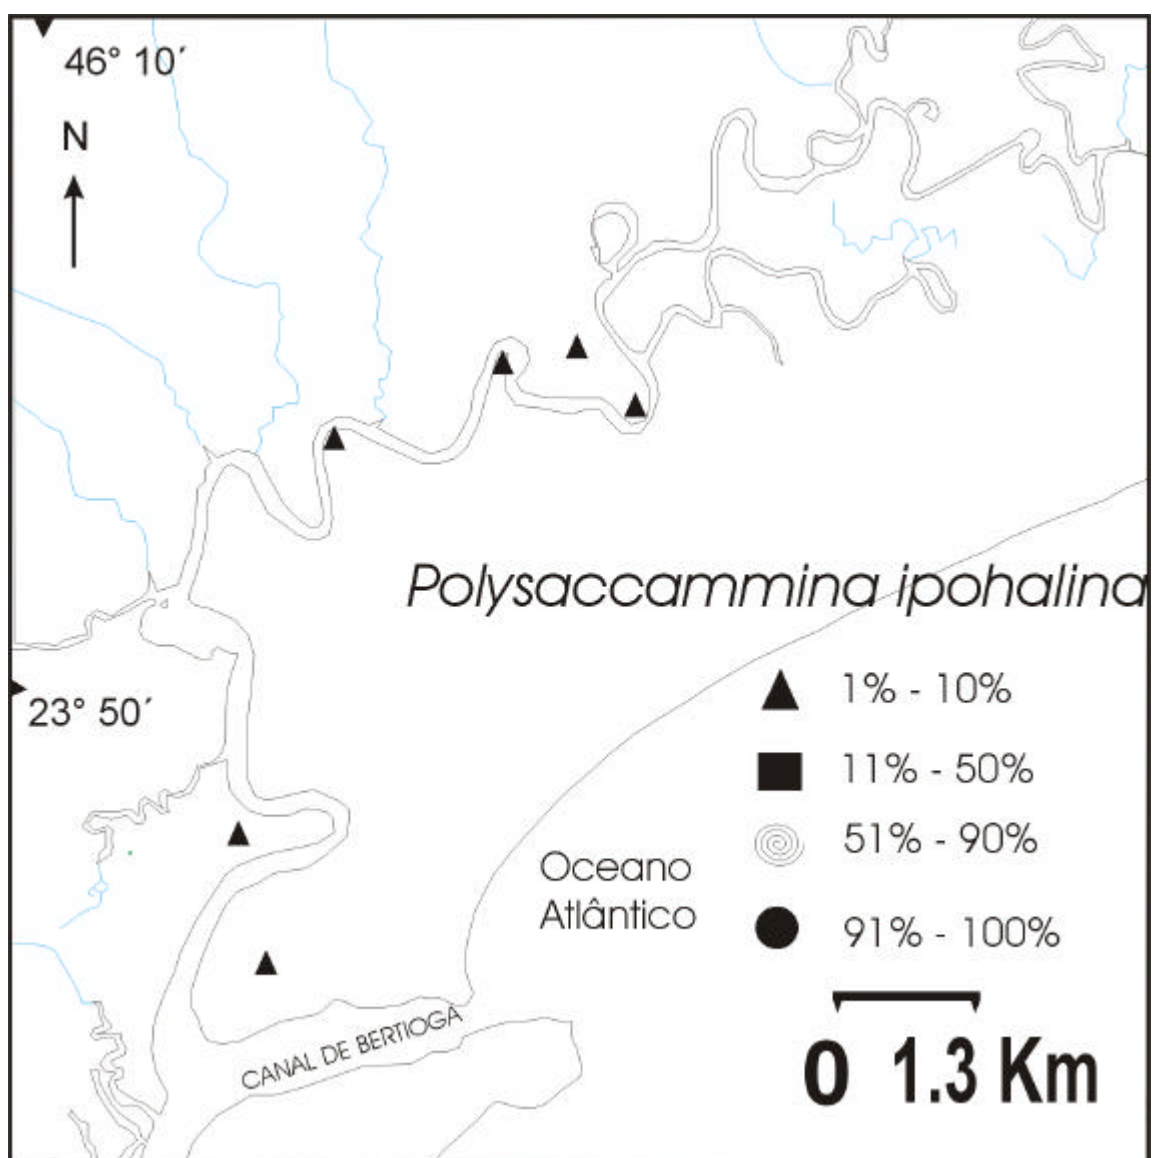 46° 10´
N
Polysaccammina ipohalina
23° 50´
1% - 10%
11% - 50%
51% - 90%
91% - 100%
Oceano
Atlântico
CANAL DE BERTIOGA
0 1.3 Km